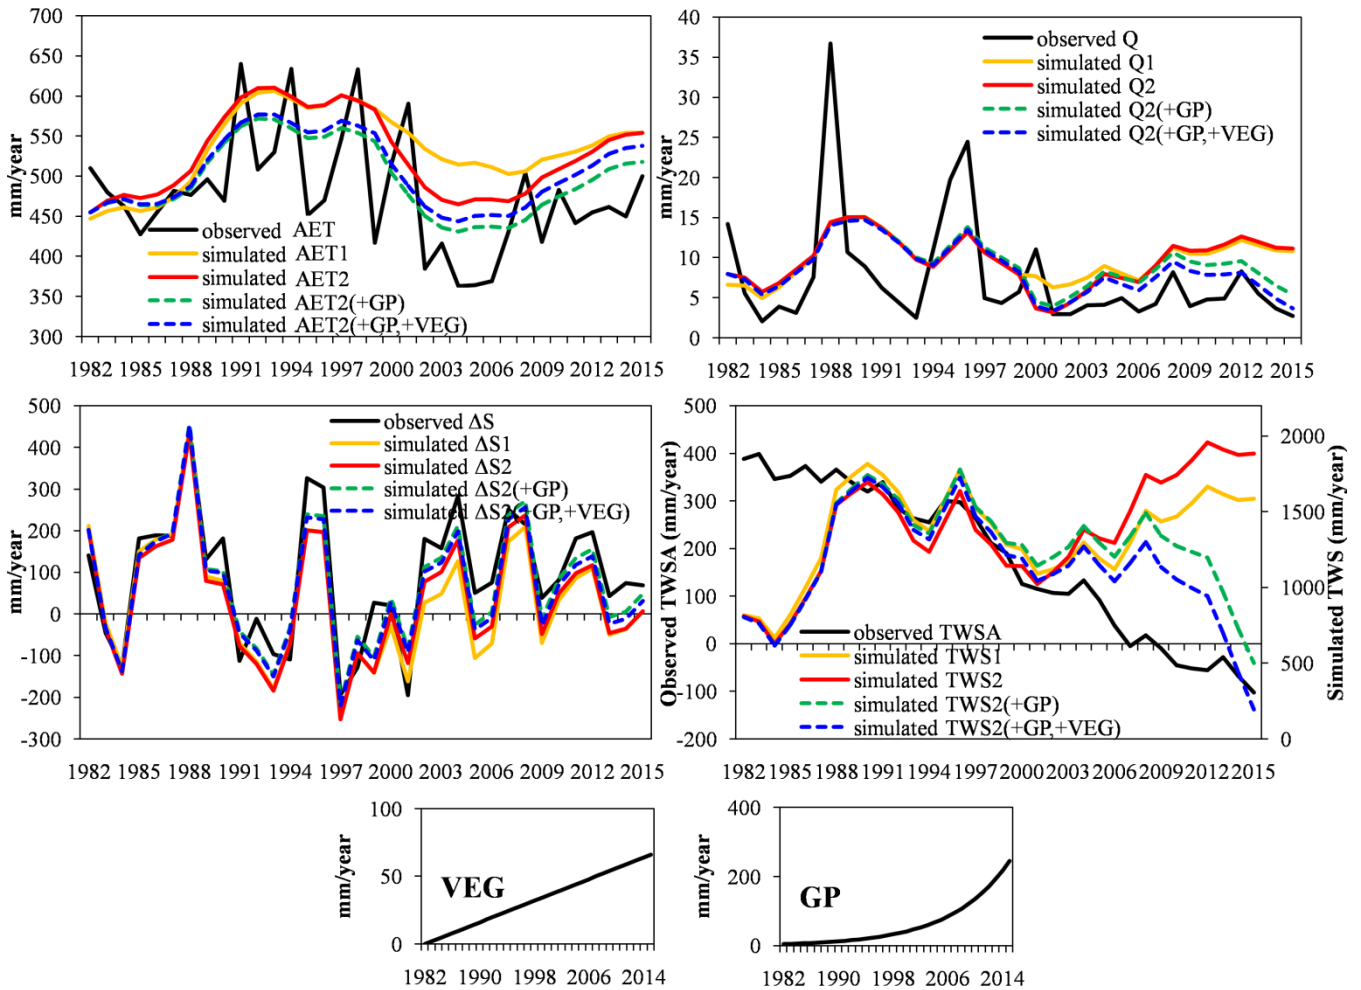 700
650
600
550
500
450
400
350
300
mm/year
observed AET
simulated AET1
simulated AET2
simulated AET2(+GP)
simulated AET2(+GP,+VEG)
1982 1985 1988 1991 1994 1997 2000 2003 2006 2009 2012 2015
40
35
30
25
20
15
10
5
0
mm/year
observed Q
simulated Q1
simulated Q2
simulated Q2(+GP)
simulated Q2(+GP,+VEG)
1982 1985 1988 1991 1994 1997 2000 2003 2006 2009 2012 2015
500
400
300
200
100
0
-100
-200
-300
mm/year
observed ΔS
simulated ΔS1
simulated ΔS2
simulated ΔS2(+GP)
simulated ΔS2(+GP,+VEG)
1982 1985 1988 1991 1994 1997 2000 2003 2006 2009 2012 2015
Observed TWSA (mm/year)
500
400
300
200
100
0
-100
-200
observed TWSA
simulated TWS1
simulated TWS2
simulated TWS2(+GP)
simulated TWS2(+GP,+VEG)
2000
1500
1000
500
0
Simulated TWS (mm/year)
1982 1985 1988 1991 1994 1997 2000 2003 2006 2009 2012 2015
100
50
0
mm/year
VEG
1982 1990 1998 2006 2014
400
200
0
mm/year
GP
1982 1990 1998 2006 2014